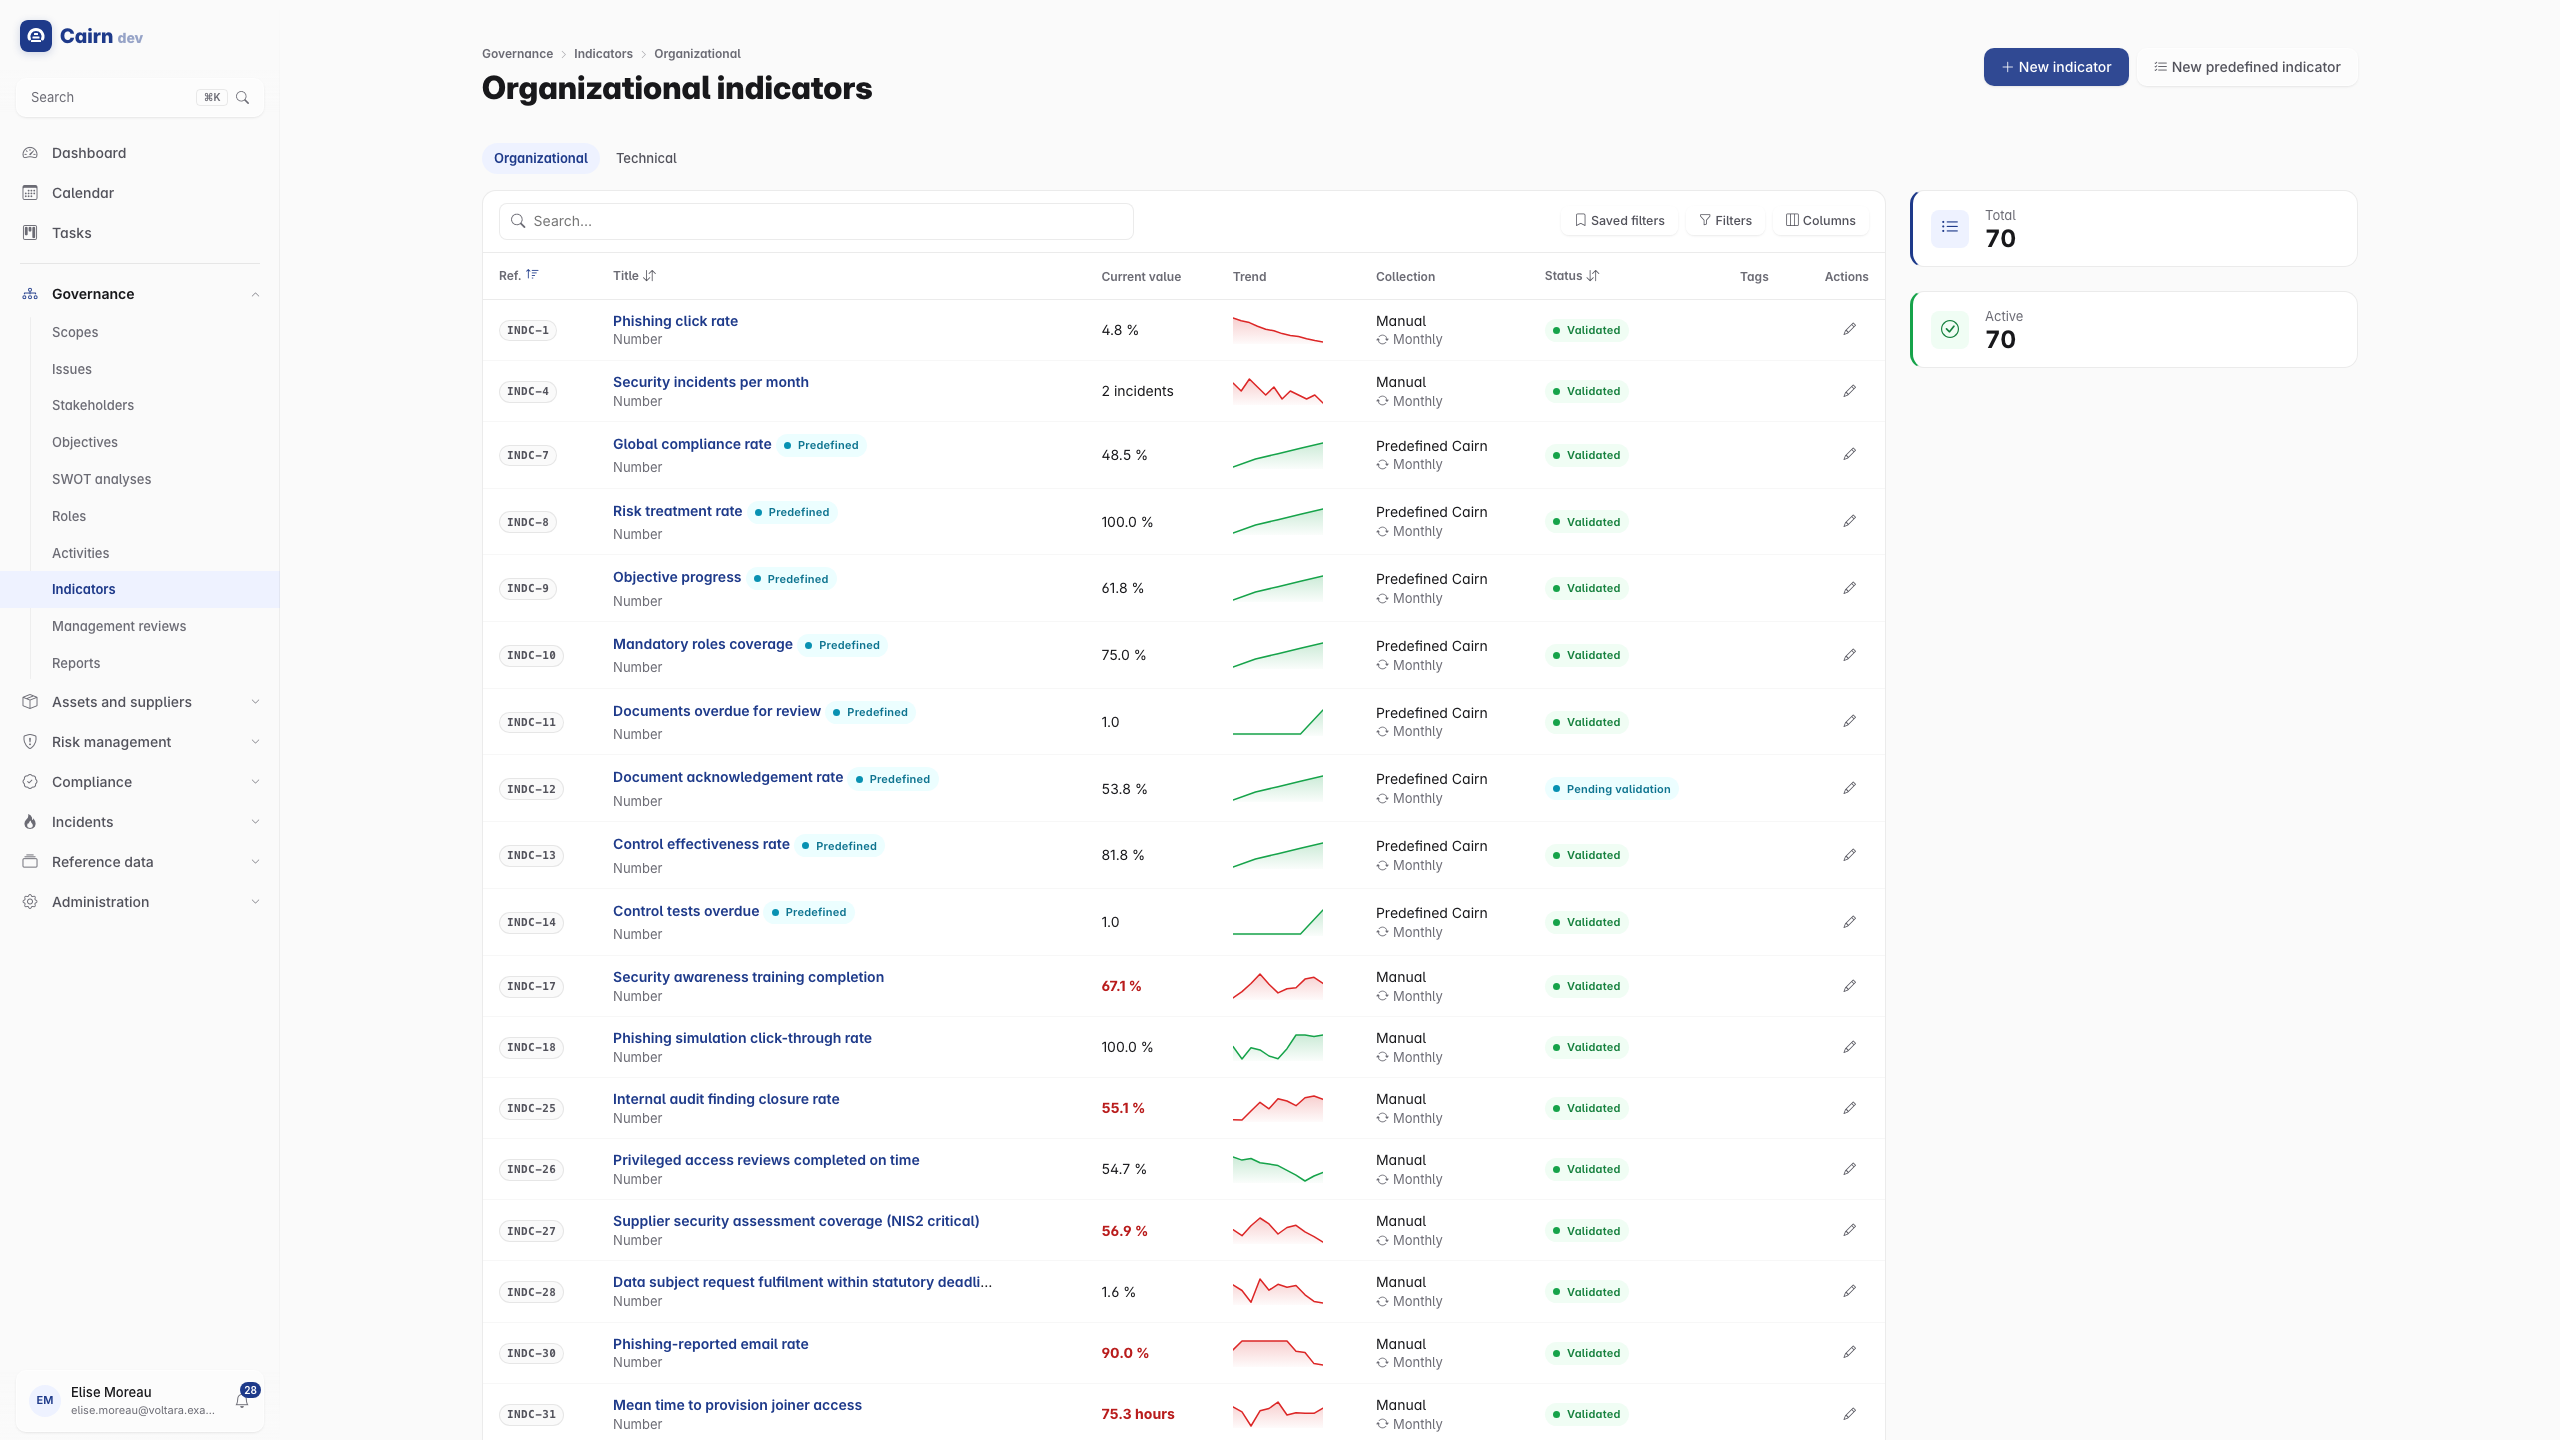 Cairn dev
Search ⌘K
Dashboard
Calendar
Tasks
Governance
Scopes
Issues
Stakeholders
Objectives
SWOT analyses
Roles
Activities
Indicators
Management reviews
Reports
Assets and suppliers
Risk management
Compliance
Incidents
Reference data
Administration
EM
Elise Moreau
elise.moreau@voltara.exa...
28
Governance > Indicators > Organizational
Organizational indicators
+ New indicator
New predefined indicator
Organizational Technical
Search...
Saved filters Filters Columns
Ref. Title Current value Trend Collection Status Tags Actions
INDC-1 Phishing click rate 4.8 % Manual Validated
Number Monthly
INDC-4 Security incidents per month 2 incidents Manual Validated
Number Monthly
INDC-7 Global compliance rate Predefined 48.5 % Predefined Cairn Validated
Number Monthly
INDC-8 Risk treatment rate Predefined 100.0 % Predefined Cairn Validated
Number Monthly
INDC-9 Objective progress Predefined 61.8 % Predefined Cairn Validated
Number Monthly
INDC-10 Mandatory roles coverage Predefined 75.0 % Predefined Cairn Validated
Number Monthly
INDC-11 Documents overdue for review Predefined 1.0 Predefined Cairn Validated
Number Monthly
INDC-12 Document acknowledgement rate Predefined 53.8 % Predefined Cairn Pending validation
Number Monthly
INDC-13 Control effectiveness rate Predefined 81.8 % Predefined Cairn Validated
Number Monthly
INDC-14 Control tests overdue Predefined 1.0 Predefined Cairn Validated
Number Monthly
INDC-17 Security awareness training completion 67.1 % Manual Validated
Number Monthly
INDC-18 Phishing simulation click-through rate 100.0 % Manual Validated
Number Monthly
INDC-25 Internal audit finding closure rate 55.1 % Manual Validated
Number Monthly
INDC-26 Privileged access reviews completed on time 54.7 % Manual Validated
Number Monthly
INDC-27 Supplier security assessment coverage (NIS2 critical) 56.9 % Manual Validated
Number Monthly
INDC-28 Data subject request fulfilment within statutory deadli... 1.6 % Manual Validated
Number Monthly
INDC-30 Phishing-reported email rate 90.0 % Manual Validated
Number Monthly
INDC-31 Mean time to provision joiner access 75.3 hours Manual Validated
Number Monthly
Total
70
Active
70